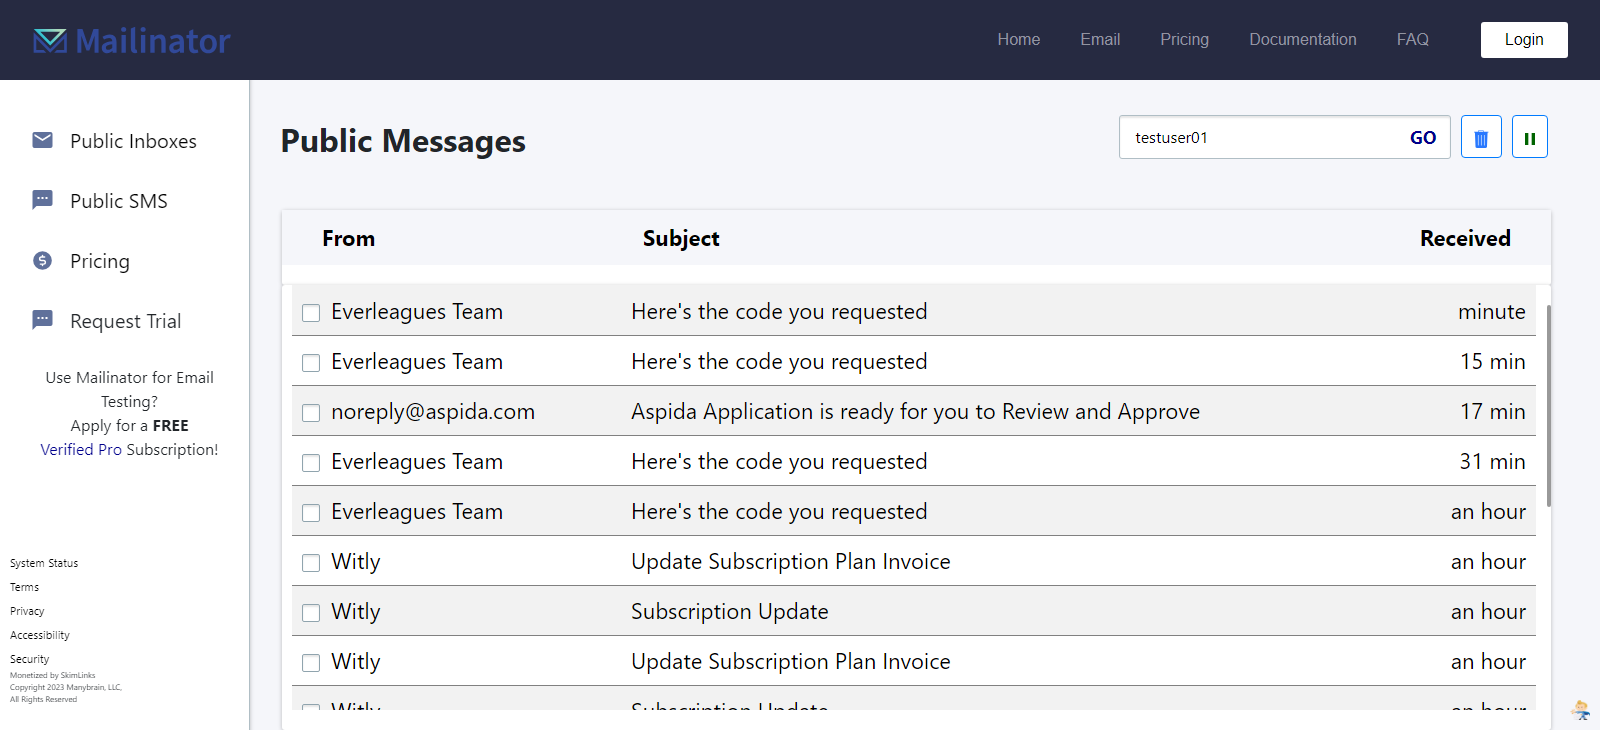 Mailinator
Home Email Pricing Documentation FAQ Login
Public Inboxes
Public SMS
Pricing
Request Trial
Use Mailinator for Email
Testing?
Apply for a FREE
Verified Pro Subscription!
System Status
Terms
Privacy
Accessibility
Security
Monetized by SkimLinks
Copyright 2023 Manybrain, LLC,
All Rights Reserved
Public Messages
testuser01 GO
From Subject Received
Everleagues Team Here's the code you requested minute
Everleagues Team Here's the code you requested 15 min
noreply@aspida.com Aspida Application is ready for you to Review and Approve 17 min
Everleagues Team Here's the code you requested 31 min
Everleagues Team Here's the code you requested an hour
Witly Update Subscription Plan Invoice an hour
Witly Subscription Update an hour
Witly Update Subscription Plan Invoice an hour
Witly Subscription Update an hour